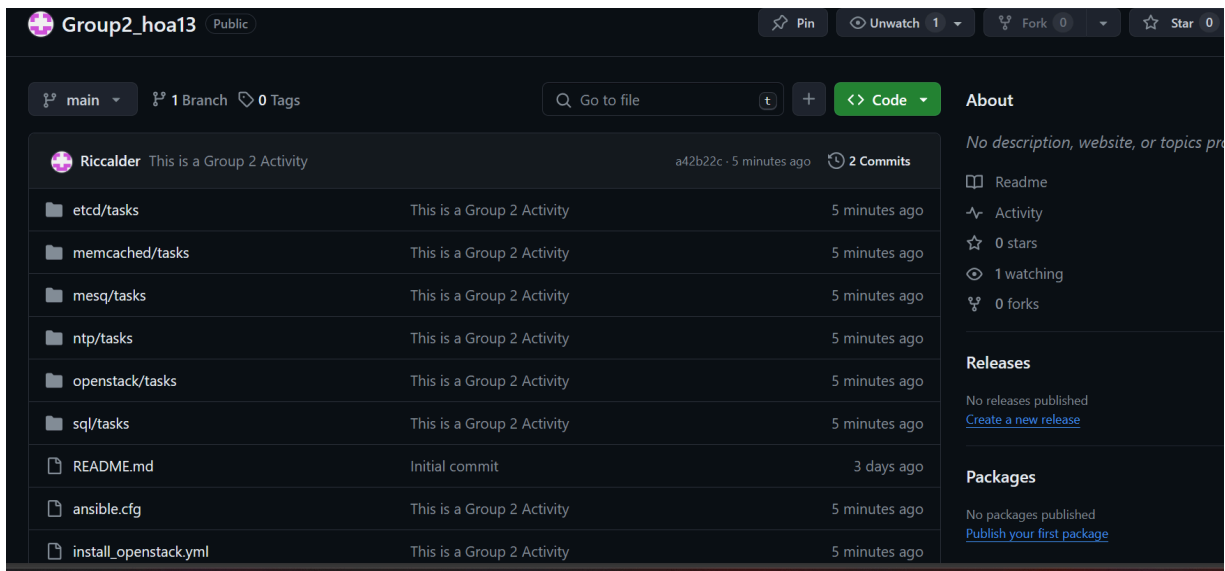 Group2_hoa13 Public
Pin
Unwatch 1
Fork 0
Star 0
main
1 Branch
0 Tags
Go to file
t
Code
Riccalder This is a Group 2 Activity
a42b22c · 5 minutes ago
2 Commits
etcd/tasks This is a Group 2 Activity 5 minutes ago
memcached/tasks This is a Group 2 Activity 5 minutes ago
mesq/tasks This is a Group 2 Activity 5 minutes ago
ntp/tasks This is a Group 2 Activity 5 minutes ago
openstack/tasks This is a Group 2 Activity 5 minutes ago
sql/tasks This is a Group 2 Activity 5 minutes ago
README.md Initial commit 3 days ago
ansible.cfg This is a Group 2 Activity 5 minutes ago
install_openstack.yml This is a Group 2 Activity 5 minutes ago
About
No description, website, or topics pro
Readme
Activity
0 stars
1 watching
0 forks
Releases
No releases published
Create a new release
Packages
No packages published
Publish your first package